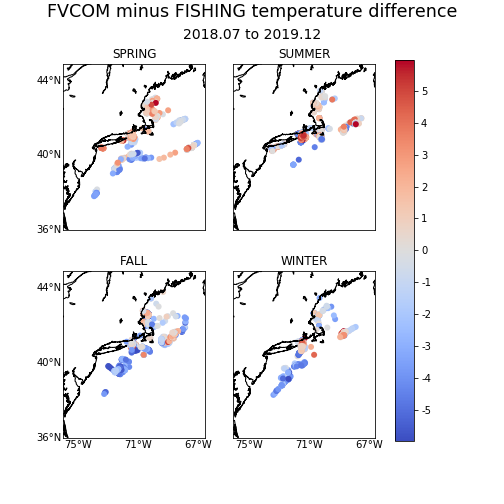 FVCOM minus FISHING temperature difference
2018.07 to 2019.12
SPRING
SUMMER
44°N
40°N
36°N
5
4
3
2
1
0
-1
-2
-3
-4
-5
FALL
WINTER
44°N
40°N
36°N
75°W 71°W 67°W
75°W 71°W 67°W